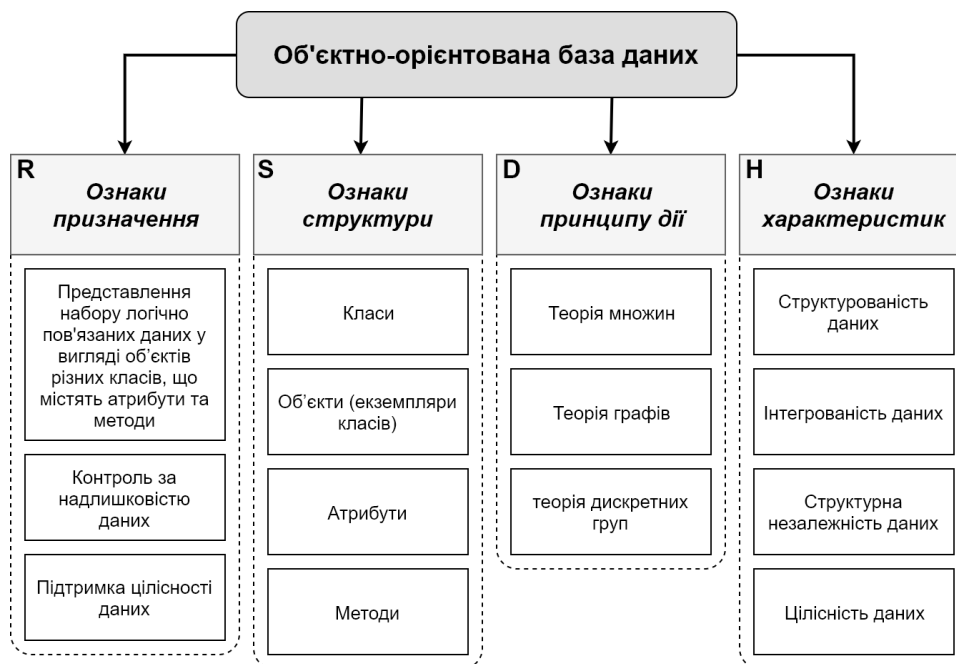 Об'єктно-орієнтована база даних
R
Ознаки
призначення
Представлення
набору логічно
пов'язаних даних у
вигляді об’єктів
різних класів, що
містять атрибути та
методи
Контроль за
надлишковістю
даних
Підтримка цілісності
даних
S
Ознаки
структури
Класи
Об’єкти (екземпляри
класів)
Атрибути
Методи
D
Ознаки
принципу дії
Теорія множин
Теорія графів
теорія дискретних
груп
H
Ознаки
характеристик
Структурованість
даних
Інтегрованість даних
Структурна
незалежність даних
Цілісність даних